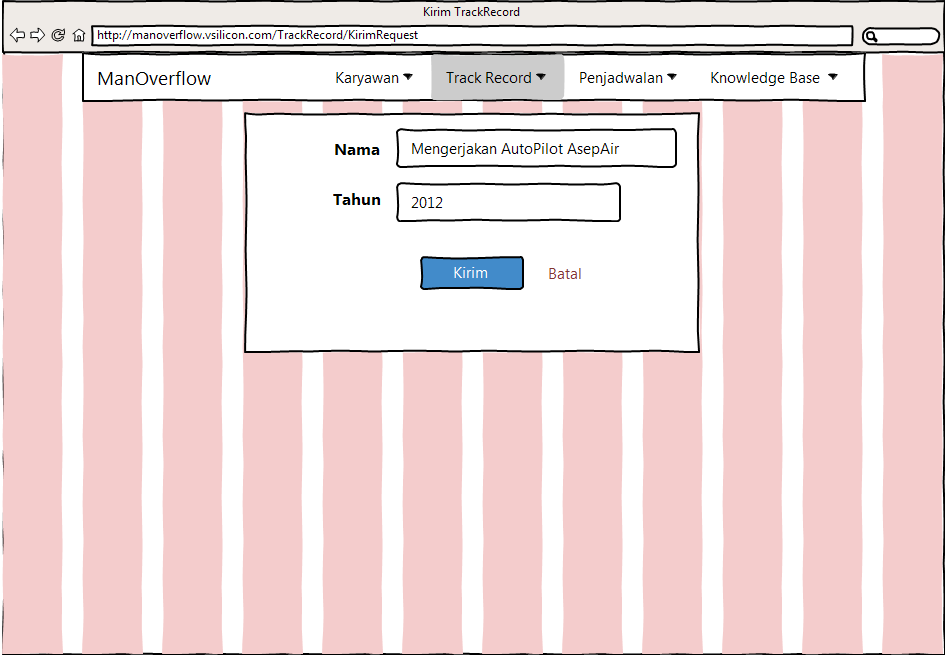 Kirim TrackRecord
http://manoverflow.vsilicon.com/TrackRecord/KirimRequest
ManOverflow Karyawan Track Record Penjadwalan Knowledge Base
Nama Mengerjakan AutoPilot AsepAir
Tahun 2012
Kirim Batal